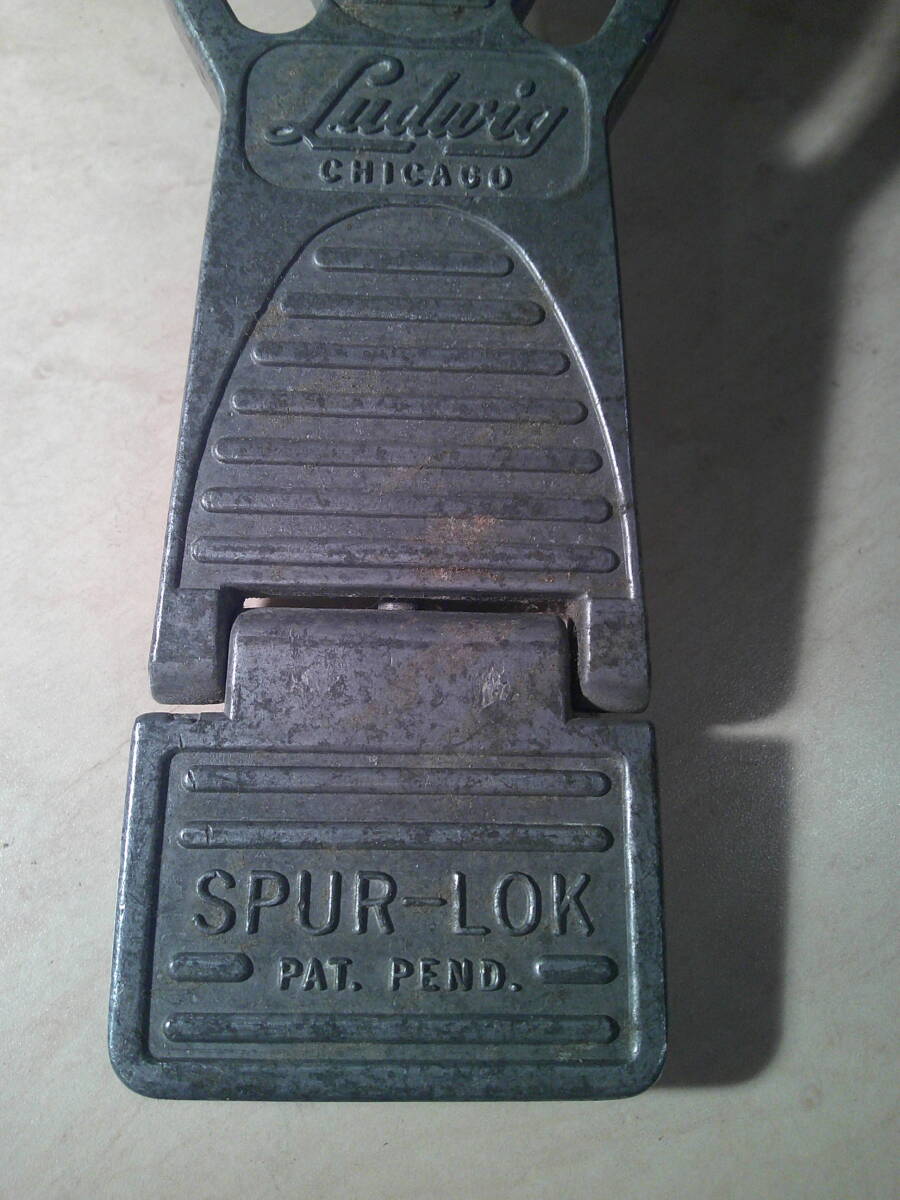 Ludwig
CHICAGO
SPUR-LOK
PAT. PEND.